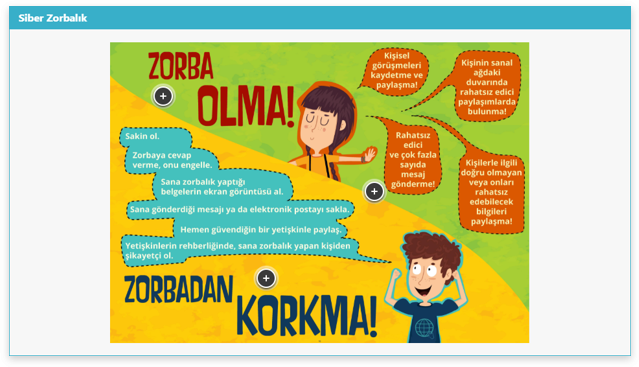 Siber Zorbalık
ZORBA
OLMA!
Kişisel
görüşmeleri
kaydetme ve
paylaşma!
Kişinin sanal
ağdaki
duvarında
rahatsız edici
paylaşımlarda
bulunma!
Rahatsız
edici
ve çok fazla
sayıda
mesaj
gönderme!
Kişilerle ilgili
doğru olmayan
veya onları
rahatsız
edebilecek
bilgileri
paylaşma!
Sakin ol.
Zorbaya cevap
verme, onu engelle.
Sana zorbalık yaptığı
belgelerin ekran görüntüsü al.
Sana gönderdiği mesajı ya da elektronik postayı sakla.
Hemen güvendiğin bir yetişkinle paylaş.
Yetişkinlerin rehberliğinde, sana zorbalık yapan kişiden
şikayetçi ol.
ZORBADAN
KORKMA!